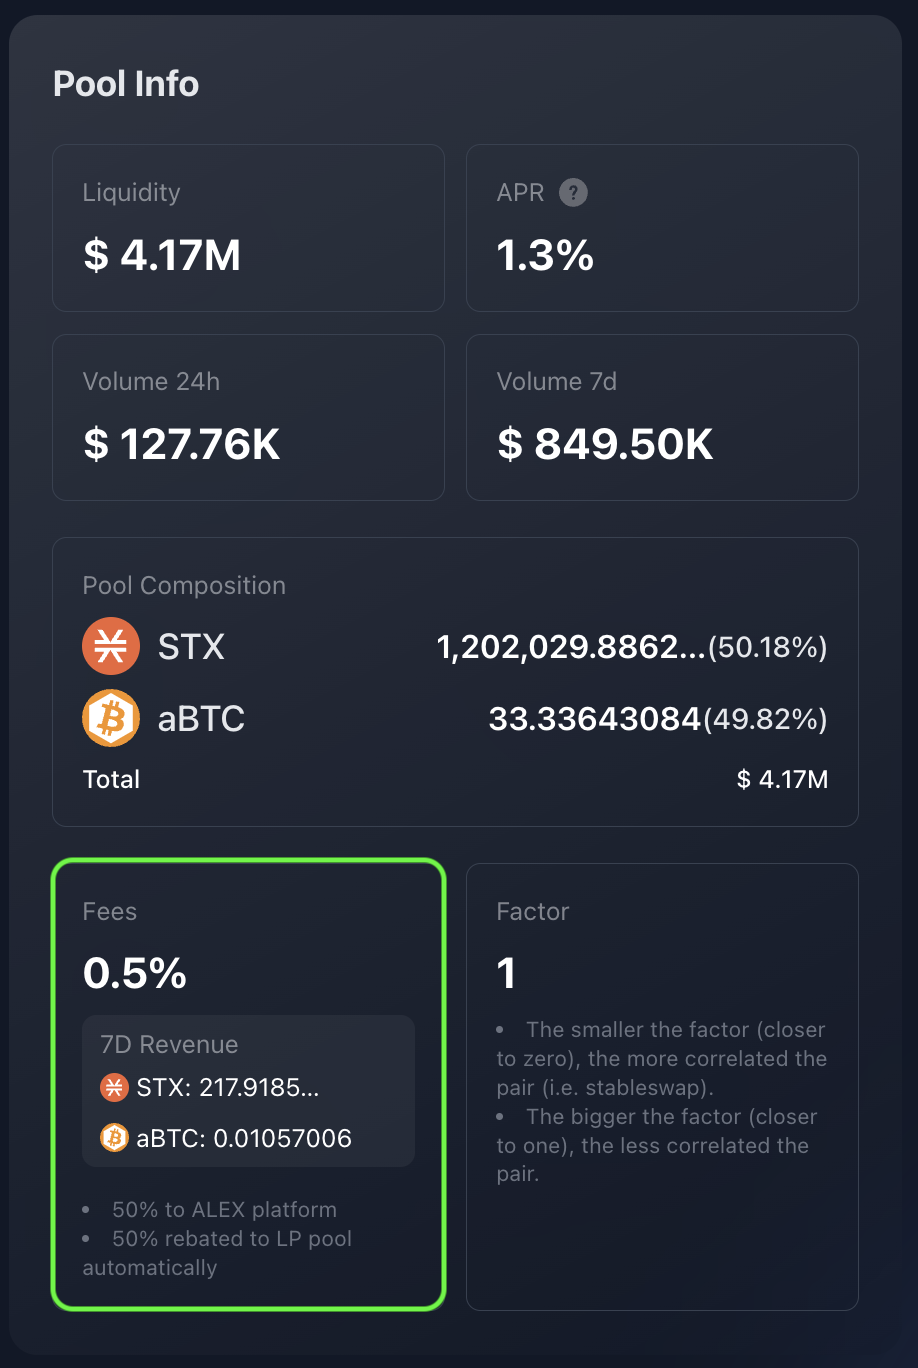 Pool Info
Liquidity
$ 4.17M
APR ?
1.3%
Volume 24h
$ 127.76K
Volume 7d
$ 849.50K
Pool Composition
STX 1,202,029.8862...(50.18%)
aBTC 33.33643084(49.82%)
Total $ 4.17M
Fees
0.5%
7D Revenue
STX: 217.9185...
aBTC: 0.01057006
• 50% to ALEX platform
• 50% rebated to LP pool
automatically
Factor
1
• The smaller the factor (closer
to zero), the more correlated the
pair (i.e. stableswap).
• The bigger the factor (closer
to one), the less correlated the
pair.